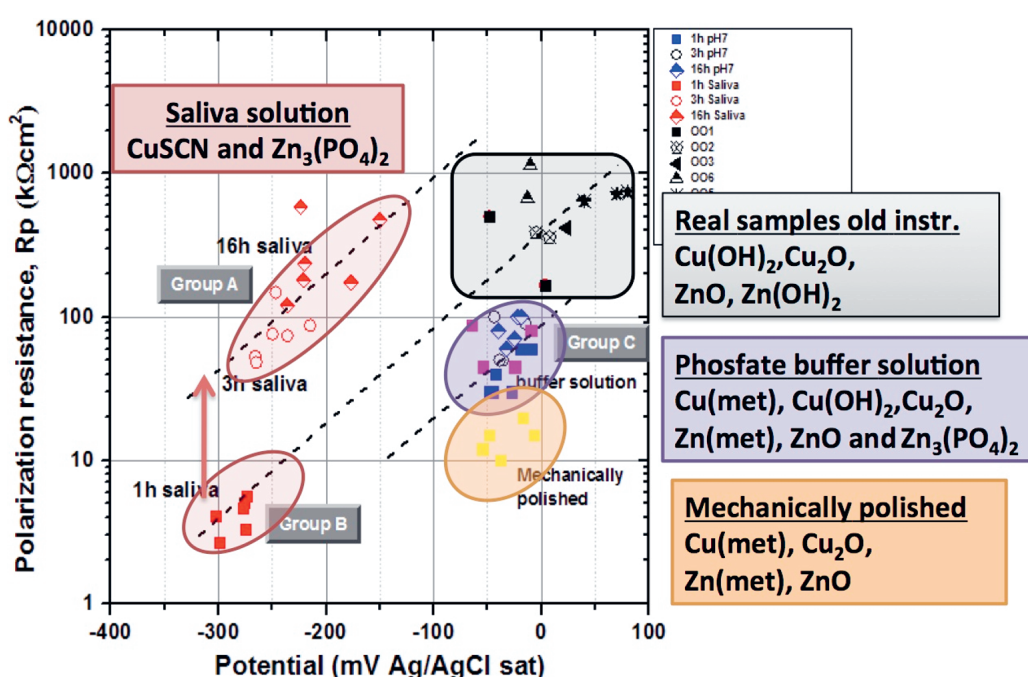 10000
1000
100
10
1
Polarization resistance, Rp (kΩcm²)
-400 -300 -200 -100 0 100
Potential (mV Ag/AgCl sat)
Saliva solution
CuSCN and Zn₃(PO₄)₂
16h saliva
Group A
3h saliva
1h saliva
Group B
Group C
buffer solution
Mechanically
polished
1h pH7
3h pH7
16h pH7
1h Saliva
3h Saliva
16h Saliva
OO1
OO2
OO3
OO6
Real samples old instr.
Cu(OH)₂,Cu₂O,
ZnO, Zn(OH)₂
Phosfate buffer solution
Cu(met), Cu(OH)₂,Cu₂O,
Zn(met), ZnO and Zn₃(PO₄)₂
Mechanically polished
Cu(met), Cu₂O,
Zn(met), ZnO